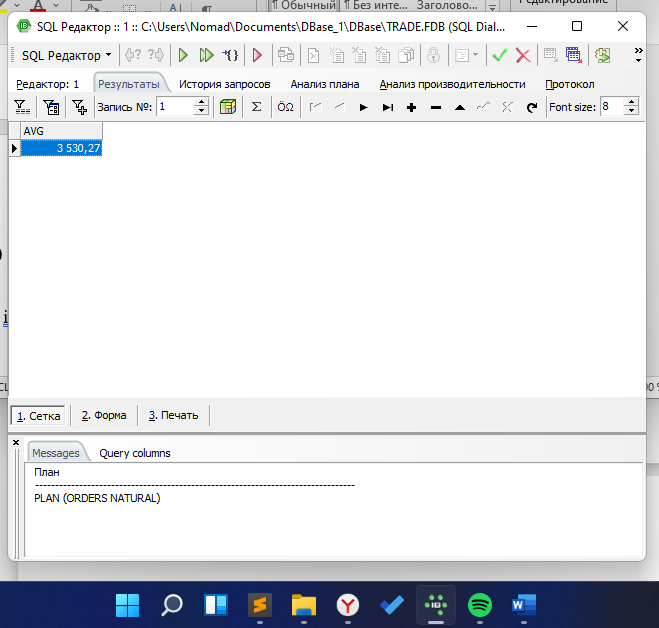 ¶ Обычный ¶ Без инте... Заголово... Редактирование
SQL Редактор :: 1 :: C:\Users\Nomad\Documents\DBase_1\DBase\TRADE.FDB (SQL Dial...
SQL Редактор
Редактор: 1 Результаты История запросов Анализ плана Анализ производительности Протокол
Запись №: 1 Σ ÖΩ Font size: 8
AVG
3 530,27
1. Сетка 2. Форма 3. Печать
Messages Query columns
План
--------------------------------------------------------------------------------
PLAN (ORDERS NATURAL)